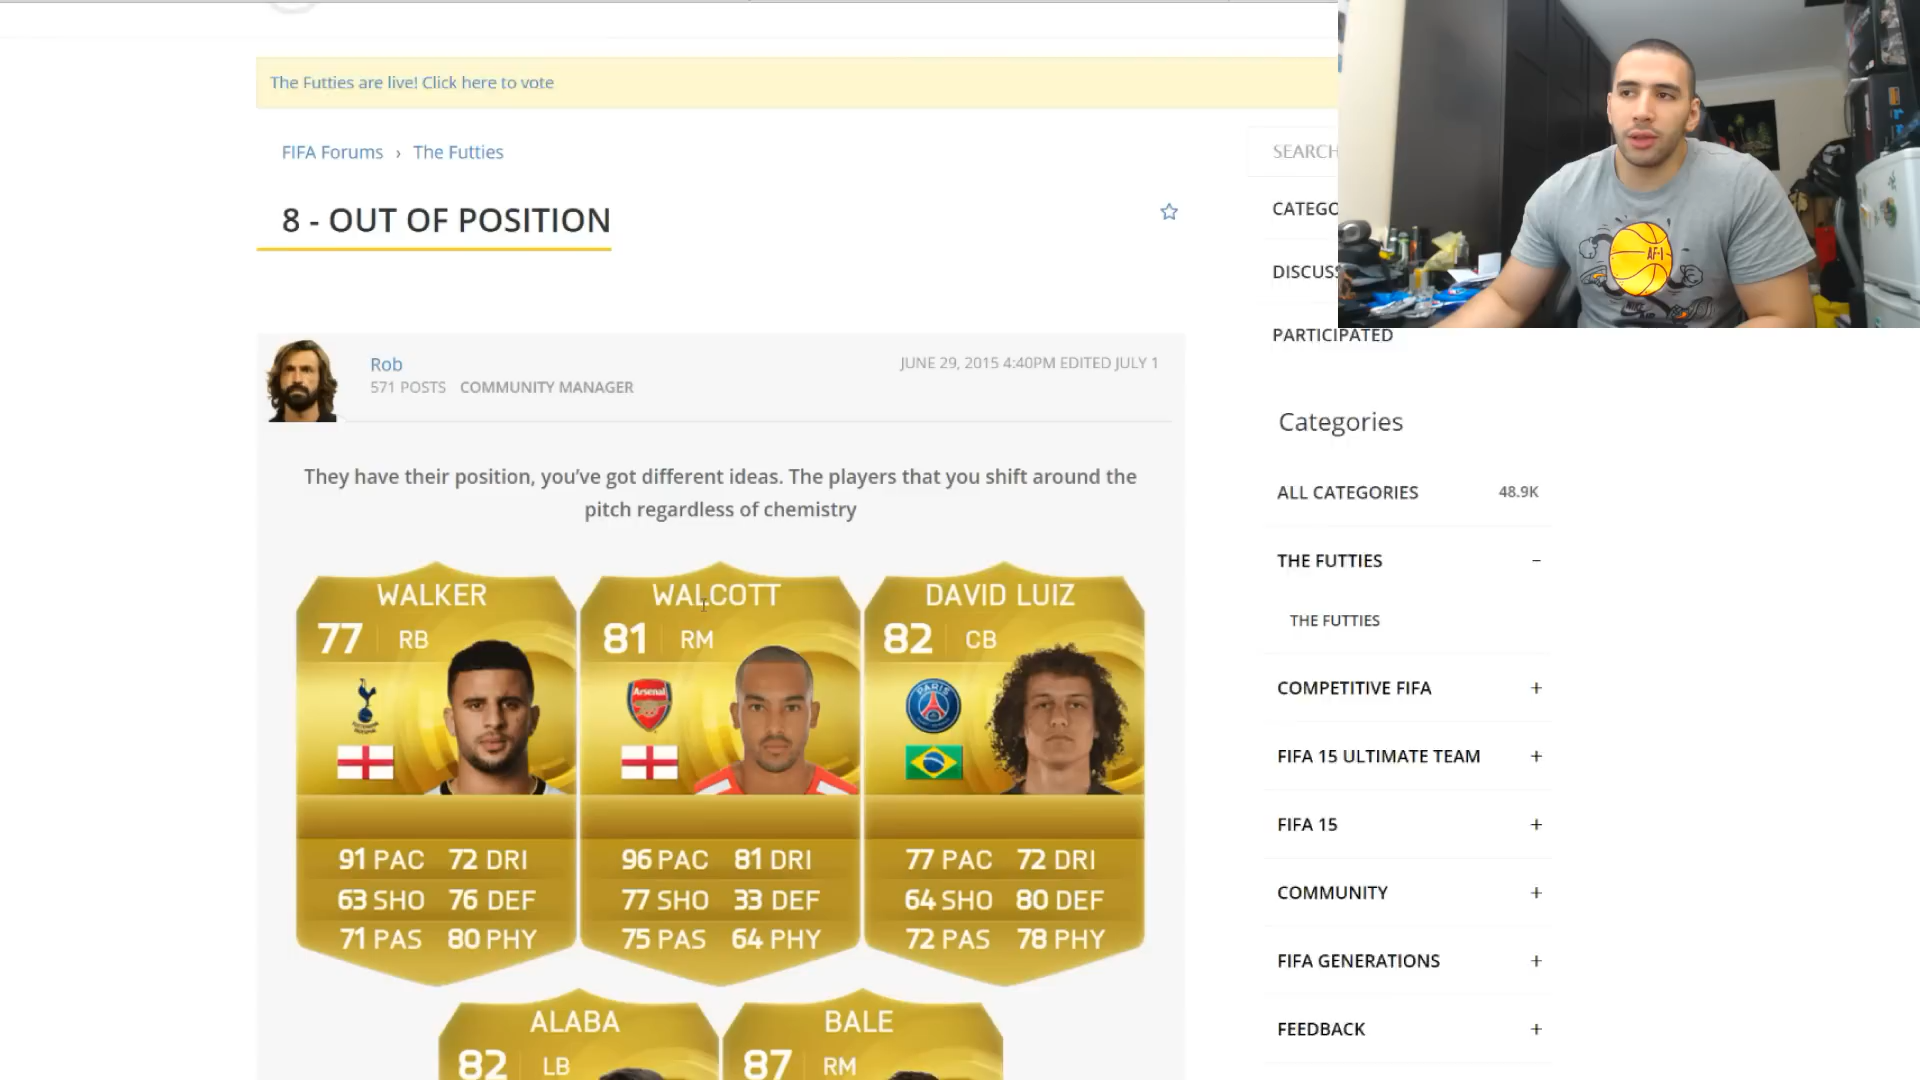 The Futties are live! Click here to vote
FIFA Forums › The Futties
SEARCH
8 - OUT OF POSITION
CATEGO
DISCUSS
PARTICIPATED
AF-1
Rob
571 POSTS COMMUNITY MANAGER
JUNE 29, 2015 4:40PM EDITED JULY 1
They have their position, you've got different ideas. The players that you shift around the
pitch regardless of chemistry
WALKER
77 RB
91 PAC 72 DRI
63 SHO 76 DEF
71 PAS 80 PHY
WALCOTT
81 RM
Arsenal
96 PAC 81 DRI
77 SHO 33 DEF
75 PAS 64 PHY
DAVID LUIZ
82 CB
PARIS
77 PAC 72 DRI
64 SHO 80 DEF
72 PAS 78 PHY
ALABA
82 LB
BALE
87 RM
Categories
ALL CATEGORIES 48.9K
THE FUTTIES −
THE FUTTIES
COMPETITIVE FIFA +
FIFA 15 ULTIMATE TEAM +
FIFA 15 +
COMMUNITY +
FIFA GENERATIONS +
FEEDBACK +